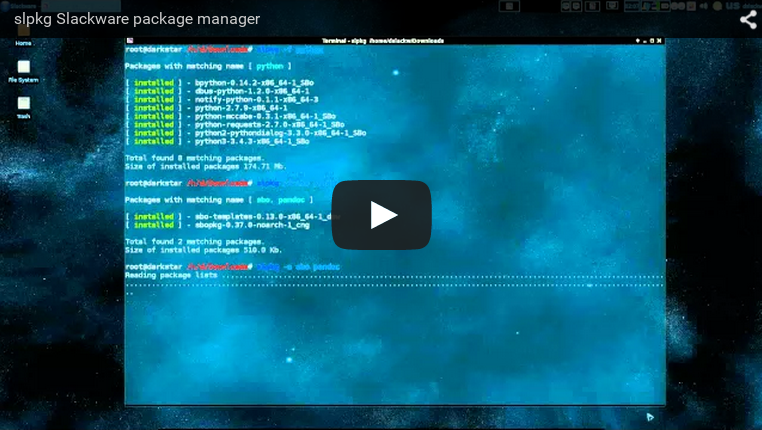 slpkg Slackware package manager
US
Home
Terminal - slpkg /home/dslackw/Downloads
root@darkstar #
Packages with matching name [ python ]
File System
[ installed ] - bpython-0.14.2-x86_64-1_SBo
[ installed ] - dbus-python-1.2.0-x86_64-1
[ installed ] - notify-python-0.1.1-x86_64-3
Trash
[ installed ] - python-2.7.9-x86_64-1
[ installed ] - python-mccabe-0.3.1-x86_64-1_SBo
[ installed ] - python-requests-2.7.0-x86_64-1_SBo
[ installed ] - python2-pythondialog-3.3.0-x86_64-1_SBo
[ installed ] - python3-3.4.3-x86_64-1_SBo
Total found 8 matching packages.
Size of installed packages 174.71 Mb.
root@darkstar #
Packages with matching name [ sbo, pandoc ]
[ installed ] - sbo-templates-0.13.0-x86_64-1_
[ installed ] - sbopkg-0.37.0-noarch-1_cng
Total found 2 matching packages.
Size of installed packages 510.0 Kb.
root@darkstar # slpkg -s sbo pandoc
Reading package lists